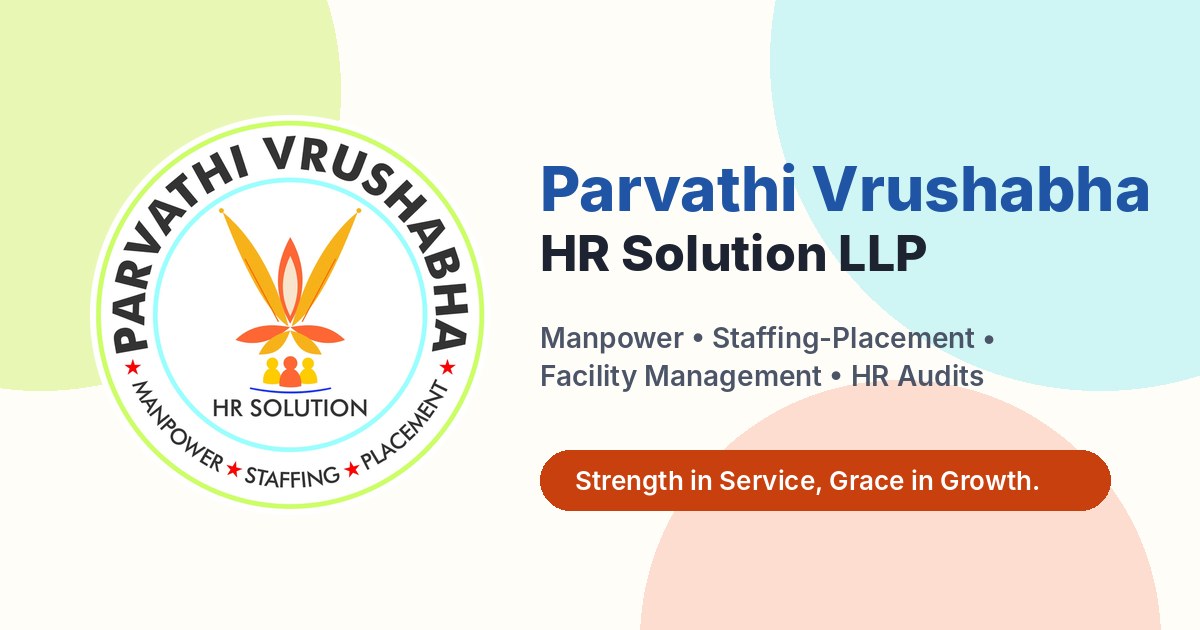 PARVATHI VRUSHABHA
HR SOLUTION
★ MANPOWER ★ STAFFING ★ PLACEMENT ★
Parvathi Vrushabha
HR Solution LLP
Manpower • Staffing-Placement •
Facility Management • HR Audits
Strength in Service, Grace in Growth.